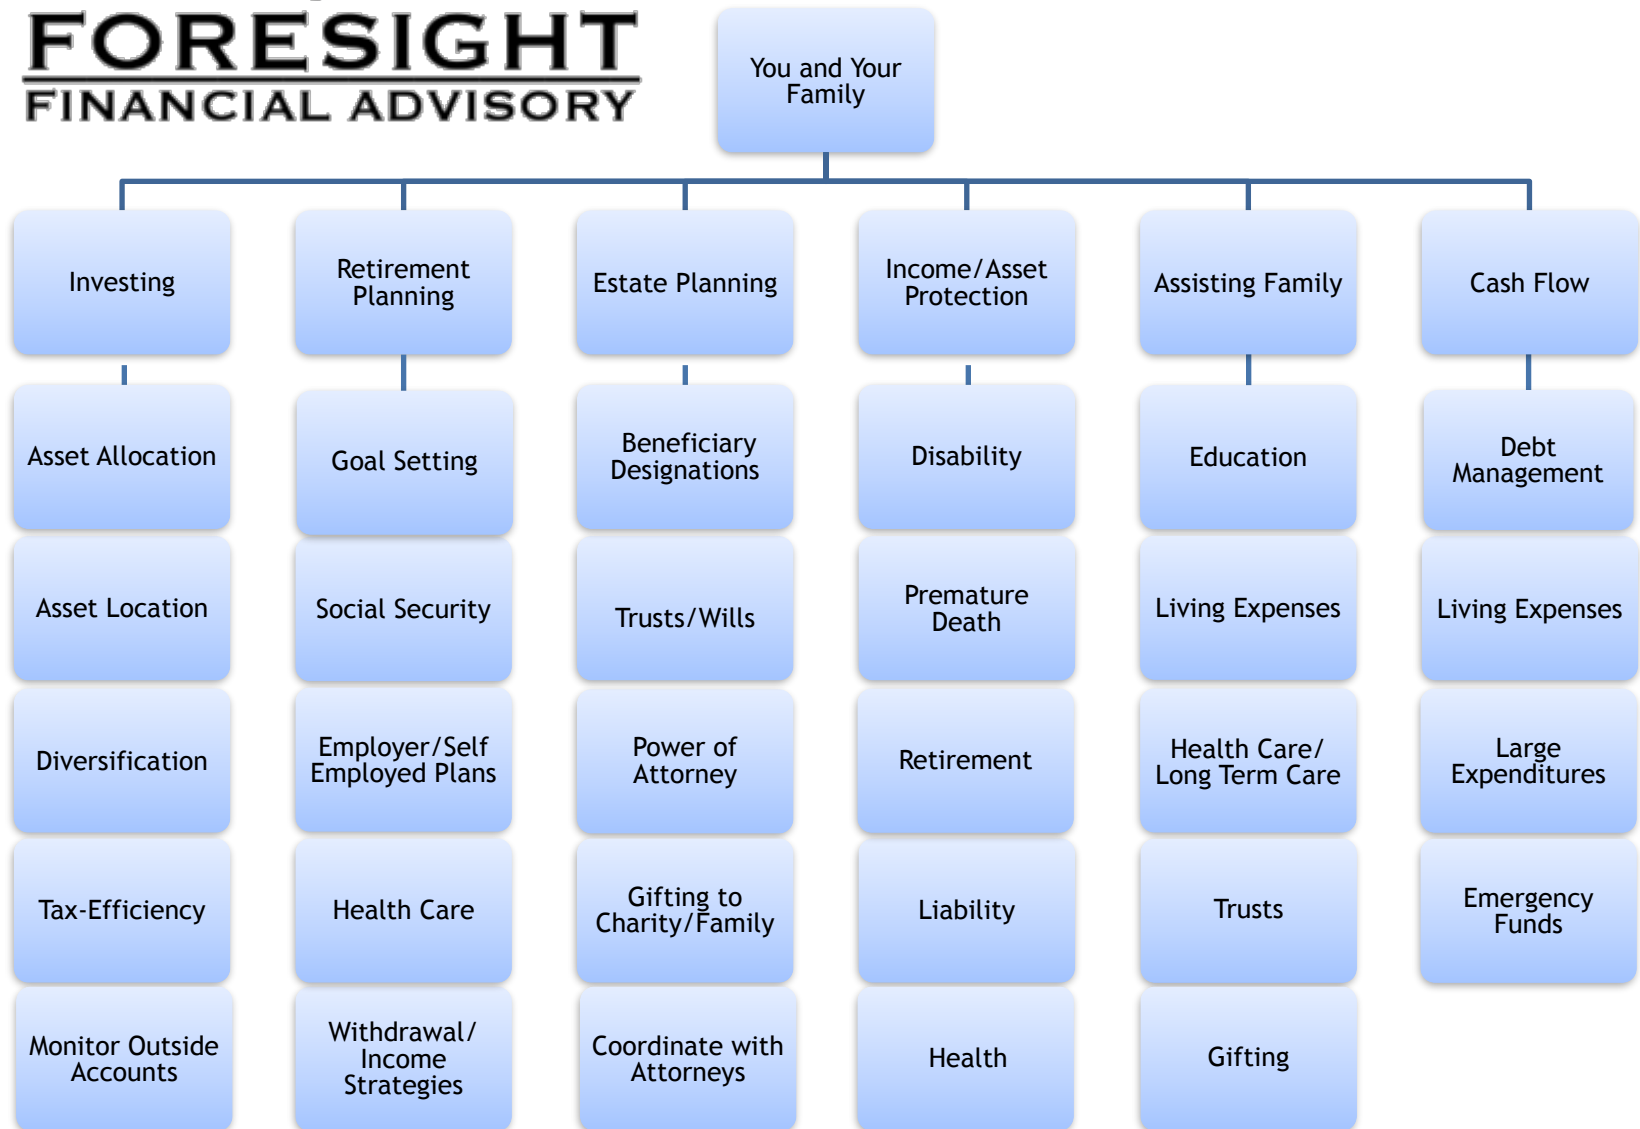 FORESIGHT
FINANCIAL ADVISORY
You and Your
Family
Investing
Retirement
Planning
Estate Planning
Income/Asset
Protection
Assisting Family
Cash Flow
Asset Allocation
Goal Setting
Beneficiary
Designations
Disability
Education
Debt
Management
Asset Location
Social Security
Trusts/Wills
Premature
Death
Living Expenses
Living Expenses
Diversification
Employer/Self
Employed Plans
Power of
Attorney
Retirement
Health Care/
Long Term Care
Large
Expenditures
Tax-Efficiency
Health Care
Gifting to
Charity/Family
Liability
Trusts
Emergency
Funds
Monitor Outside
Accounts
Withdrawal/
Income
Strategies
Coordinate with
Attorneys
Health
Gifting